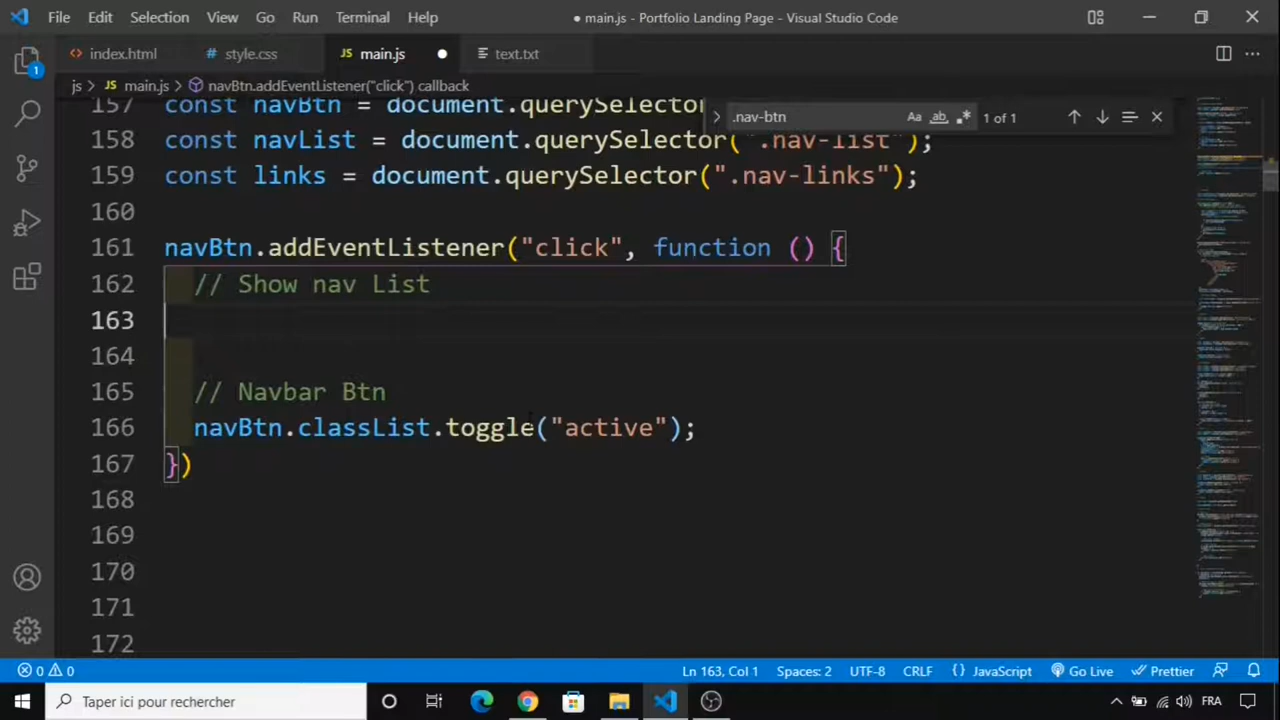 File Edit Selection View Go Run Terminal Help ● main.js - Portfolio Landing Page - Visual Studio Code
<> index.html # style.css JS main.js ● text.txt
js > JS main.js > navBtn.addEventListener("click") callback
157 const navBtn = document.querySelector
.nav-btn Aa ab .* 1 of 1
158 const navList = document.querySelector(".nav-list");
159 const links = document.querySelector(".nav-links");
160
161 navBtn.addEventListener("click", function () {
162 // Show nav List
163
164
165 // Navbar Btn
166 navBtn.classList.toggle("active");
167 })
168
169
170
171
172
1
0 0 Ln 163, Col 1 Spaces: 2 UTF-8 CRLF {} JavaScript Go Live Prettier
Taper ici pour rechercher FRA